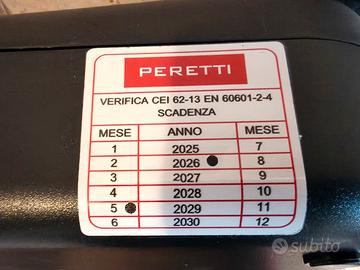 PERETTI
VERIFICA CEI 62-13 EN 60601-2-4
SCADENZA
MESE ANNO MESE
1 2025 7
2 2026 8
3 2027 9
4 2028 10
5 2029 11
6 2030 12
subito